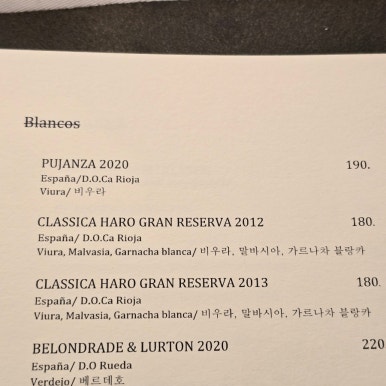 Blancos
PUJANZA 2020 190.
España/D.O.Ca Rioja
Viura/ 비우라
CLASSICA HARO GRAN RESERVA 2012 180.
España/ D.O.Ca Rioja
Viura, Malvasia, Garnacha blanca/ 비우라, 말바시아, 가르나차 블랑카
CLASSICA HARO GRAN RESERVA 2013 180.
España/ D.O.Ca Rioja
Viura, Malvasia, Garnacha blanca/ 비우라, 말바시아, 가르나차 블랑카
BELONDRADE & LURTON 2020 220
España/ D.O Rueda
Verdejo/ 베르데호